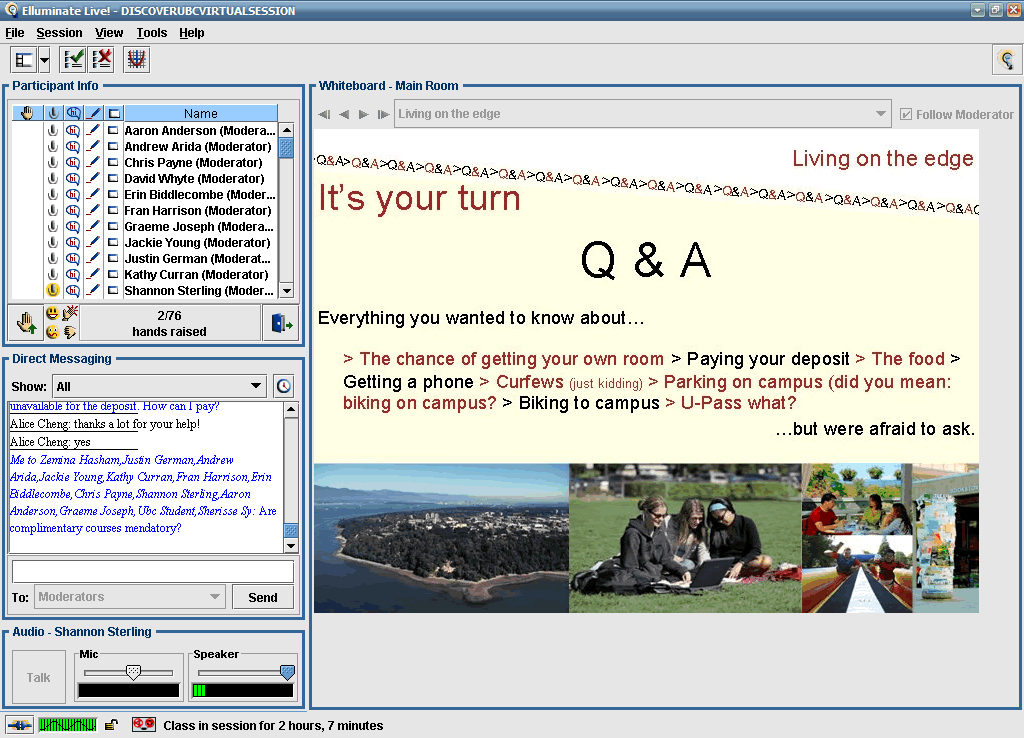 Elluminate Live! - DISCOVERUBCVIRTUALSESSION
File Session View Tools Help
Participant Info
Name
Aaron Anderson (Modera...
Andrew Arida (Moderator)
Chris Payne (Moderator)
David Whyte (Moderator)
Erin Biddlecombe (Moder...
Fran Harrison (Moderator)
Graeme Joseph (Modera...
Jackie Young (Moderator)
Justin German (Moderat...
Kathy Curran (Moderator)
Shannon Sterling (Moder...
2/76
hands raised
Direct Messaging
Show: All
unavailable for the deposit. How can I pay?
Alice Cheng: thanks a lot for your help!
Alice Cheng: yes
Me to Zemina Hasham,Justin German,Andrew
Arida,Jackie Young,Kathy Curran,Fran Harrison,Erin
Biddlecombe,Chris Payne,Shannon Sterling,Aaron
Anderson,Graeme Joseph,Ubc Student,Sherisse Sy: Are
complimentary courses mendatory?
To: Moderators Send
Audio - Shannon Sterling
Talk
Mic
Speaker
Class in session for 2 hours, 7 minutes
Whiteboard - Main Room
Living on the edge
Follow Moderator
Living on the edge
Q&A>Q&A>Q&A>Q&A>Q&A>Q&A>Q&A>Q&A>Q&A>Q&A>Q&A>Q&A>Q&A>Q&A>Q&A>Q&A>Q&A>Q&A
It's your turn
Q & A
Everything you wanted to know about…
> The chance of getting your own room > Paying your deposit > The food >
Getting a phone > Curfews (just kidding) > Parking on campus (did you mean:
biking on campus? > Biking to campus > U-Pass what?
…but were afraid to ask.